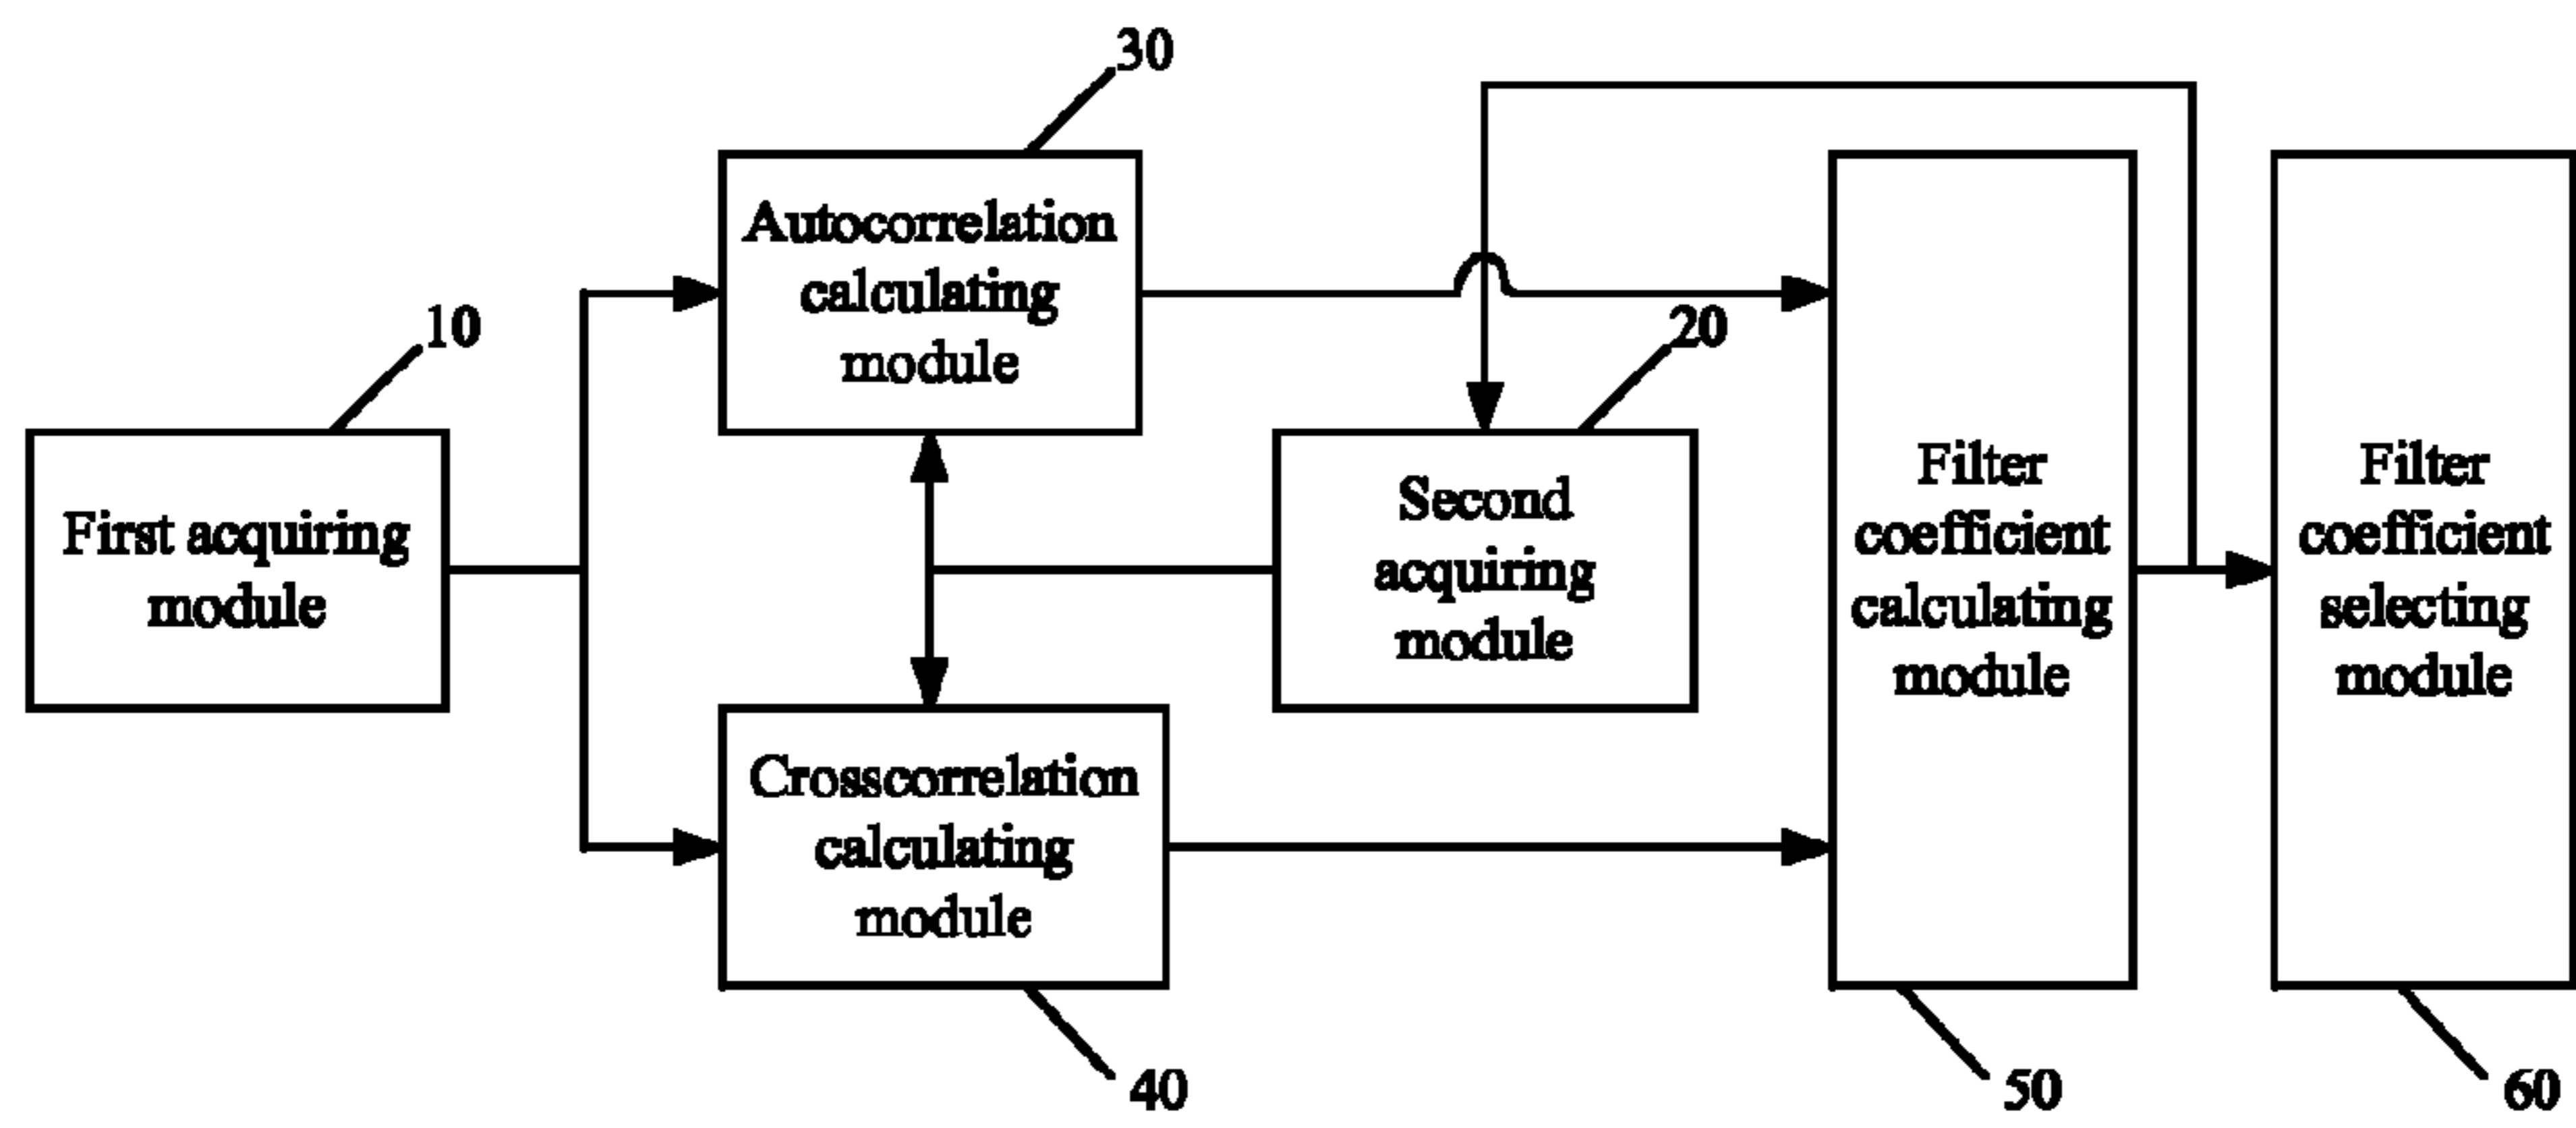 30
Autocorrelation
calculating
module
10
First acquiring
module
20
Second
acquiring
module
Crosscorrelation
calculating
module
40
Filter
coefficient
calculating
module
50
Filter
coefficient
selecting
module
60